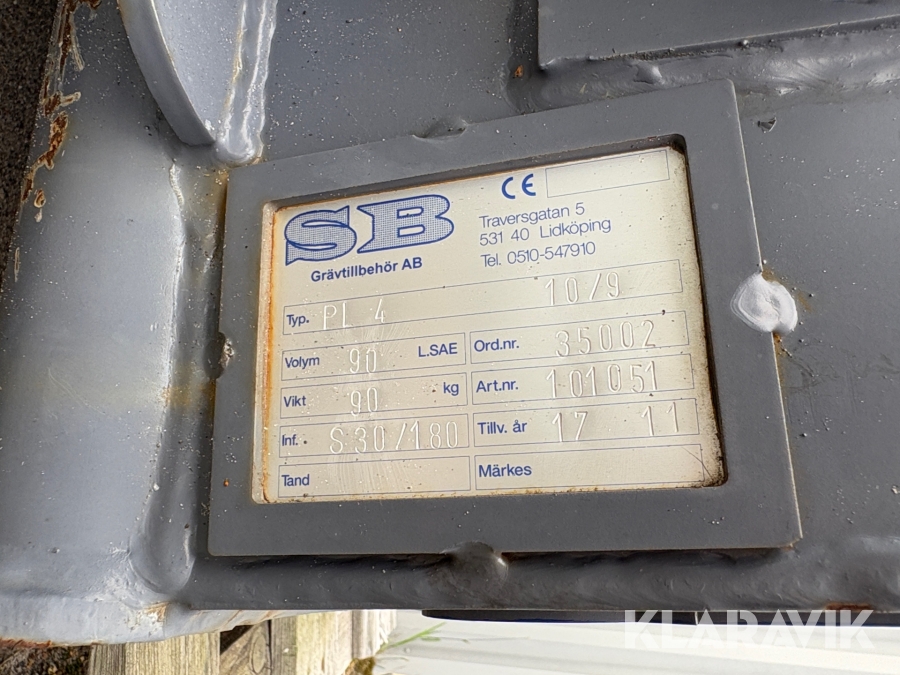 SB
Grävtillbehör AB
CE
Traversgatan 5
531 40 Lidköping
Tel. 0510-547910
Typ. PL 4 10/9
Volym 90 L.SAE
Ord.nr. 35002
Vikt 90 kg
Art.nr. 101051
Inf. S30/180
Tillv. år 17 11
Tand
Märkes
KLARAVIK